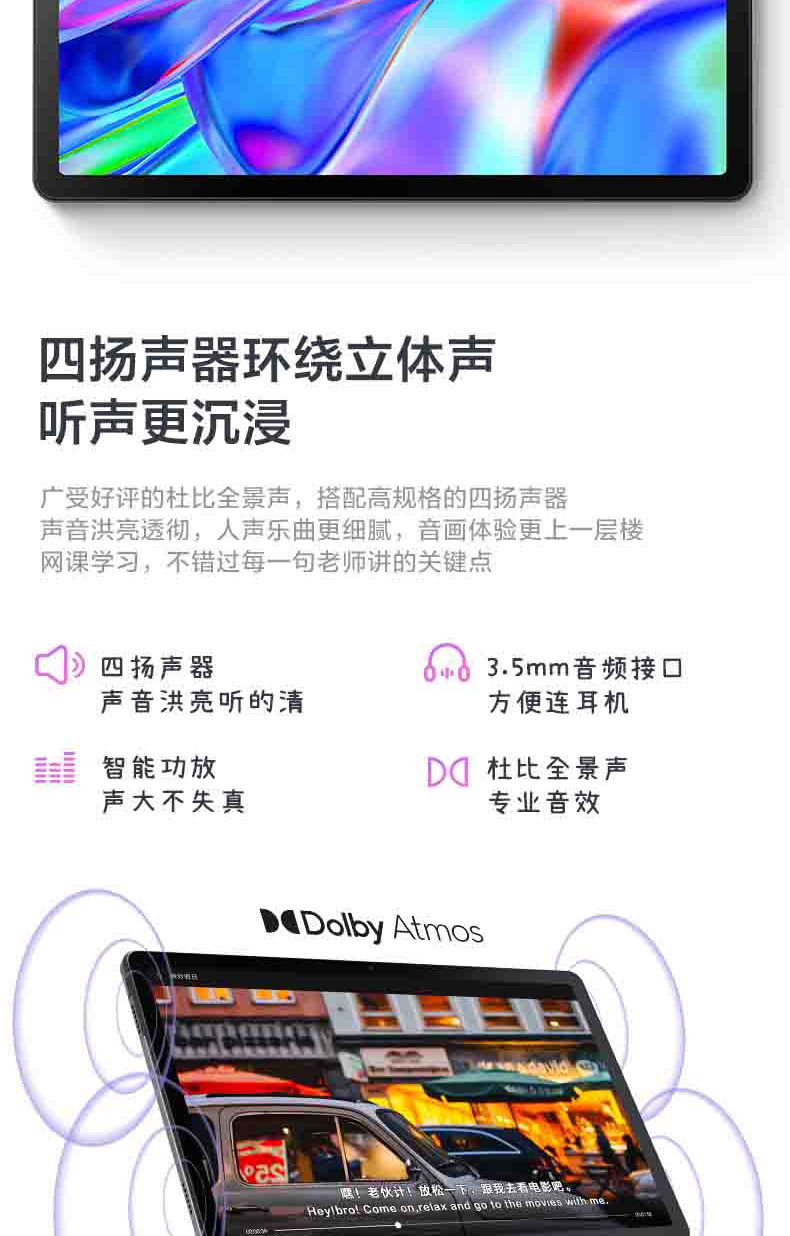 四扬声器环绕立体声
听声更沉浸
广受好评的杜比全景声，搭配高规格的四扬声器
声音洪亮透彻，人声乐曲更细腻，音画体验更上一层楼
网课学习，不错过每一句老师讲的关键点
四扬声器
声音洪亮听的清
3.5mm音频接口
方便连耳机
智能功放
声大不失真
杜比全景声
专业音效
Dolby Atmos
25%
嘿！老伙计！放松一下，跟我去看电影吧。
Hey!bro! Come on,relax and go to the movies with me.